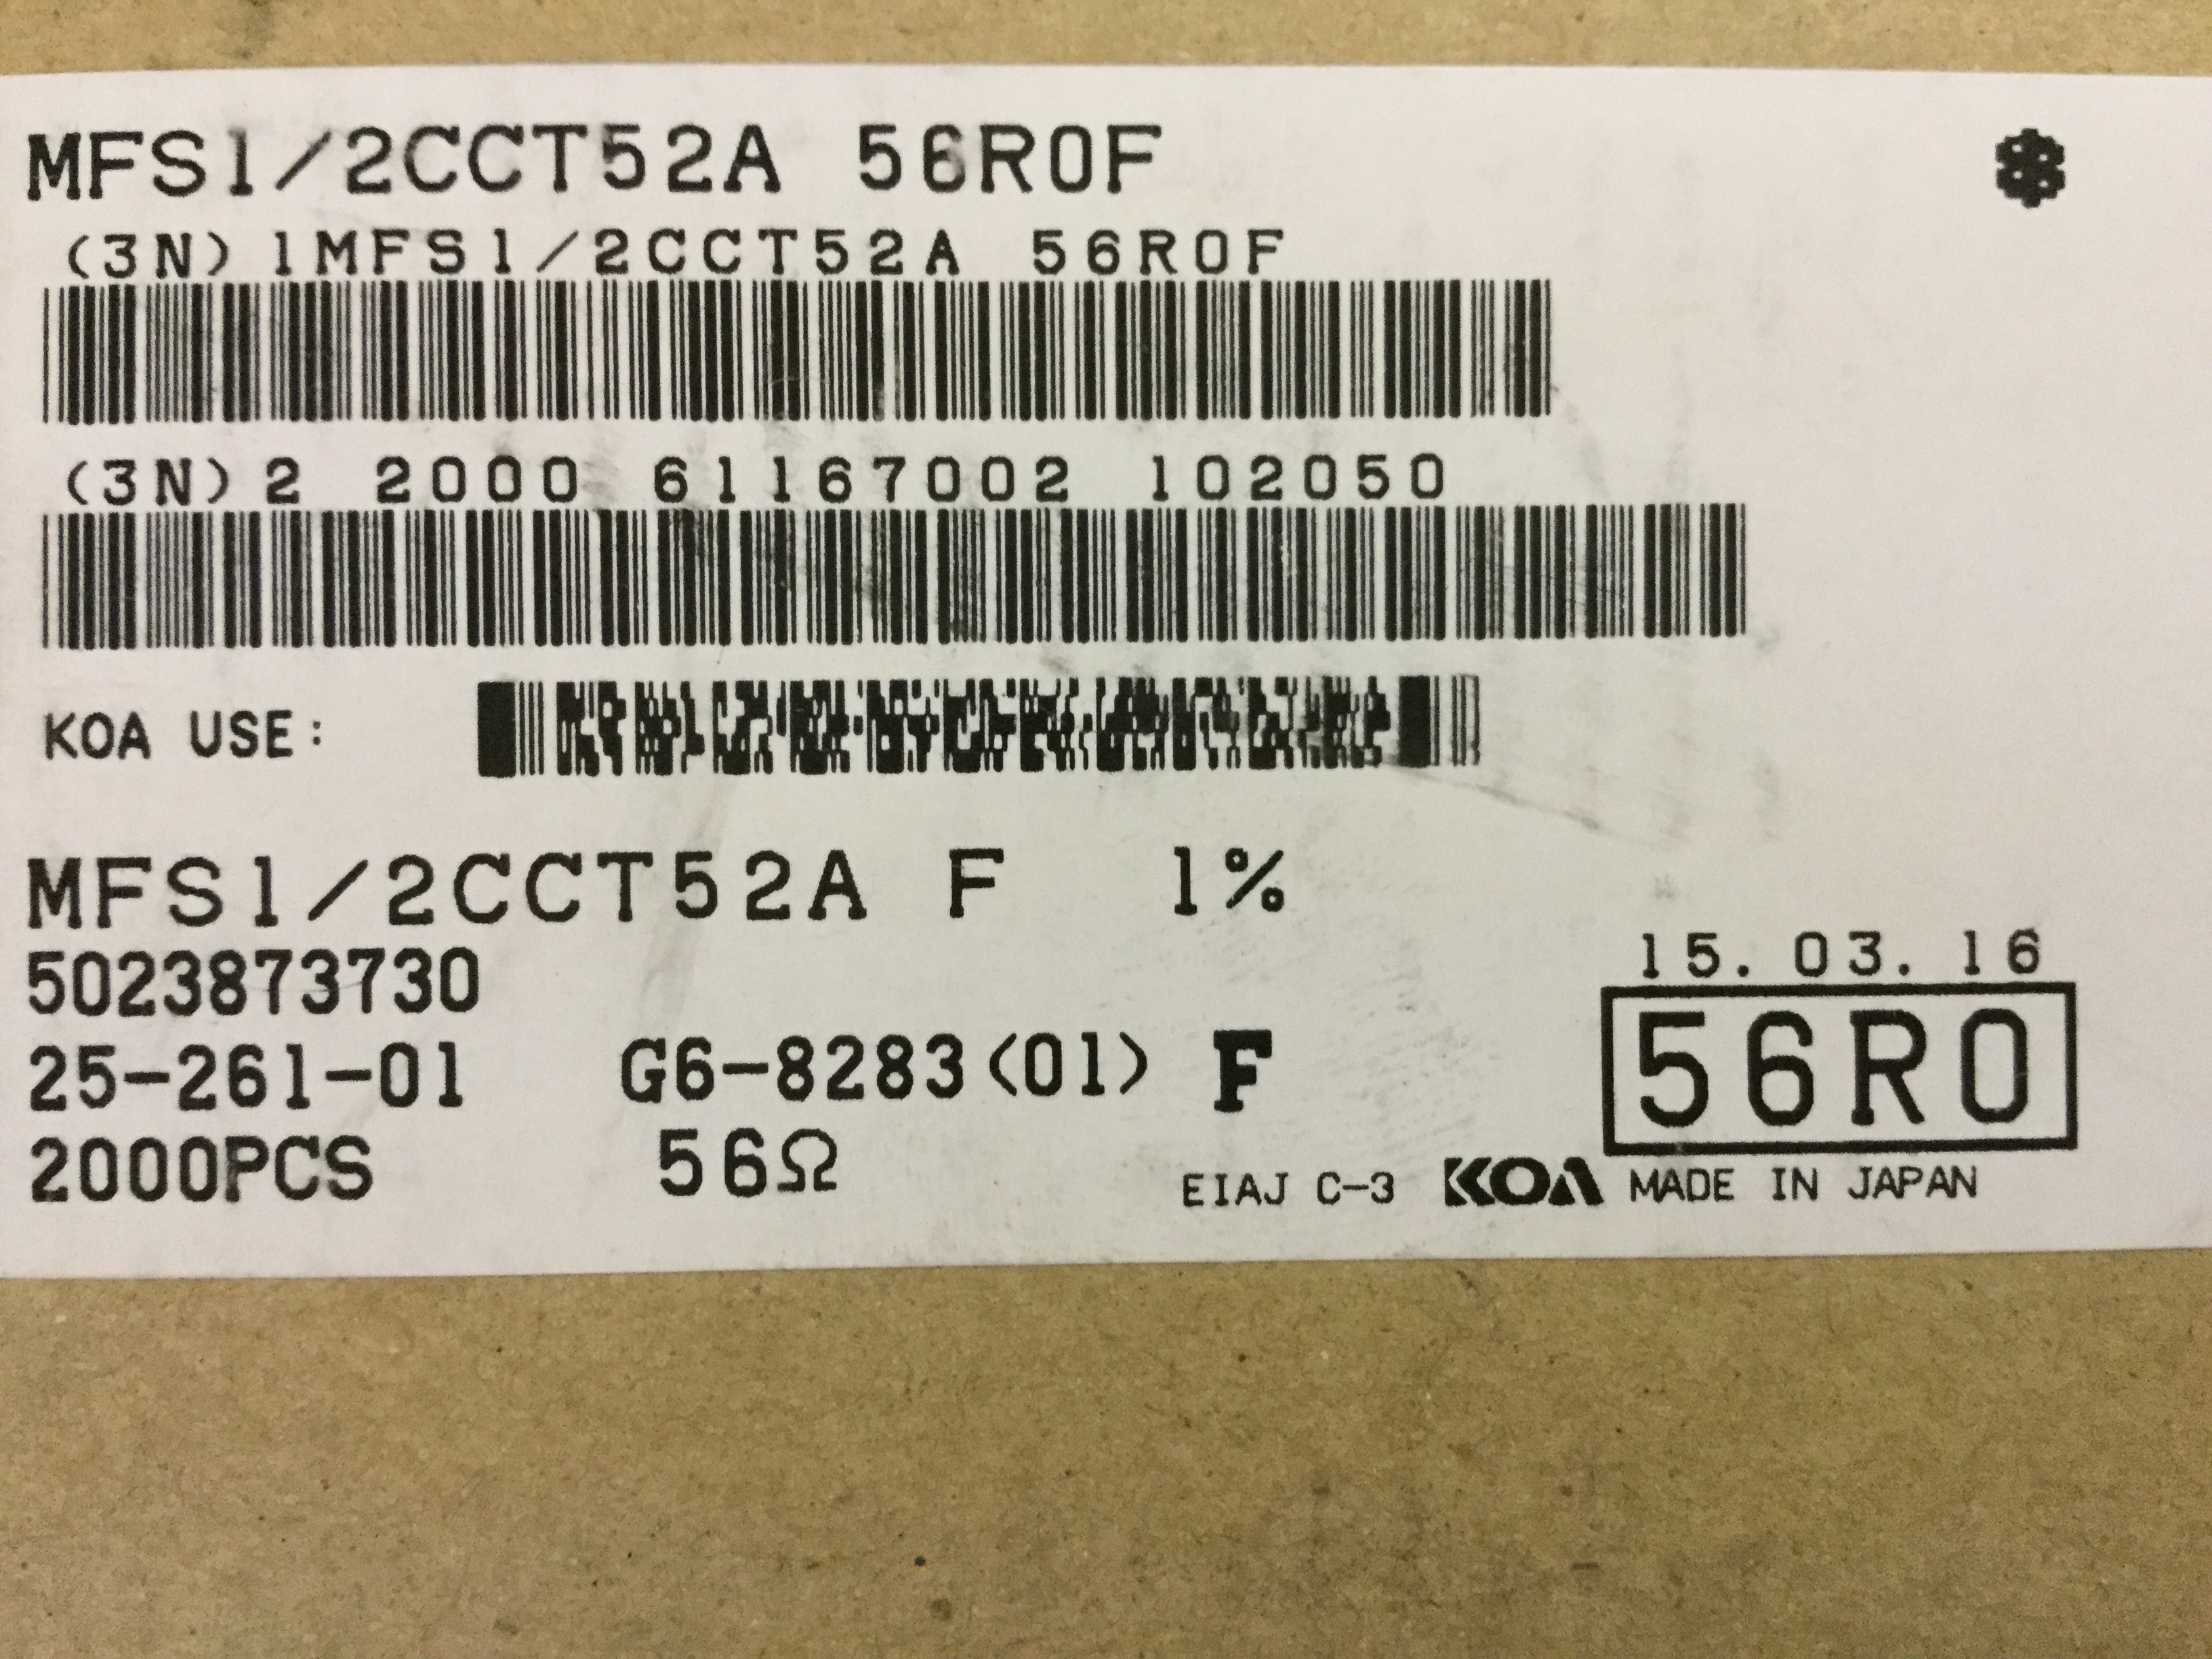 MFS1/2CCT52A 56R0F
(3N)1MFS1/2CCT52A 56R0F
(3N)2 2000 61167002 102050
KOA USE:
MFS1/2CCT52A F 1%
5023873730
15.03.16
25-261-01 G6-8283(01) F
56R0
2000PCS 56Ω
EIAJ C-3 KOA MADE IN JAPAN